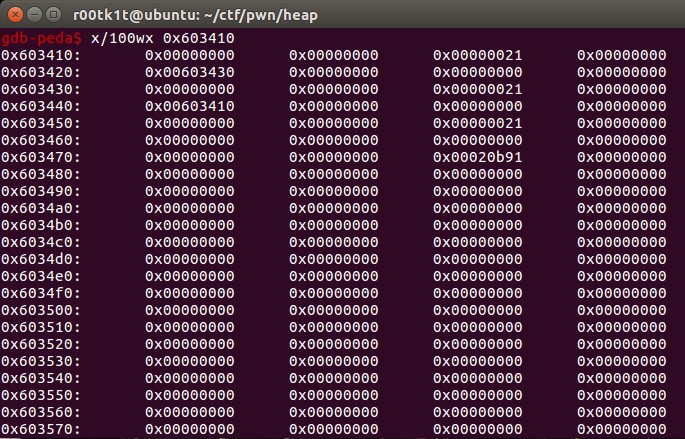 r00tk1t@ubuntu: ~/ctf/pwn/heap
gdb-peda$ x/100wx 0x603410
0x603410: 0x00000000 0x00000000 0x00000021 0x00000000
0x603420: 0x00603430 0x00000000 0x00000000 0x00000000
0x603430: 0x00000000 0x00000000 0x00000021 0x00000000
0x603440: 0x00603410 0x00000000 0x00000000 0x00000000
0x603450: 0x00000000 0x00000000 0x00000021 0x00000000
0x603460: 0x00000000 0x00000000 0x00000000 0x00000000
0x603470: 0x00000000 0x00000000 0x00020b91 0x00000000
0x603480: 0x00000000 0x00000000 0x00000000 0x00000000
0x603490: 0x00000000 0x00000000 0x00000000 0x00000000
0x6034a0: 0x00000000 0x00000000 0x00000000 0x00000000
0x6034b0: 0x00000000 0x00000000 0x00000000 0x00000000
0x6034c0: 0x00000000 0x00000000 0x00000000 0x00000000
0x6034d0: 0x00000000 0x00000000 0x00000000 0x00000000
0x6034e0: 0x00000000 0x00000000 0x00000000 0x00000000
0x6034f0: 0x00000000 0x00000000 0x00000000 0x00000000
0x603500: 0x00000000 0x00000000 0x00000000 0x00000000
0x603510: 0x00000000 0x00000000 0x00000000 0x00000000
0x603520: 0x00000000 0x00000000 0x00000000 0x00000000
0x603530: 0x00000000 0x00000000 0x00000000 0x00000000
0x603540: 0x00000000 0x00000000 0x00000000 0x00000000
0x603550: 0x00000000 0x00000000 0x00000000 0x00000000
0x603560: 0x00000000 0x00000000 0x00000000 0x00000000
0x603570: 0x00000000 0x00000000 0x00000000 0x00000000